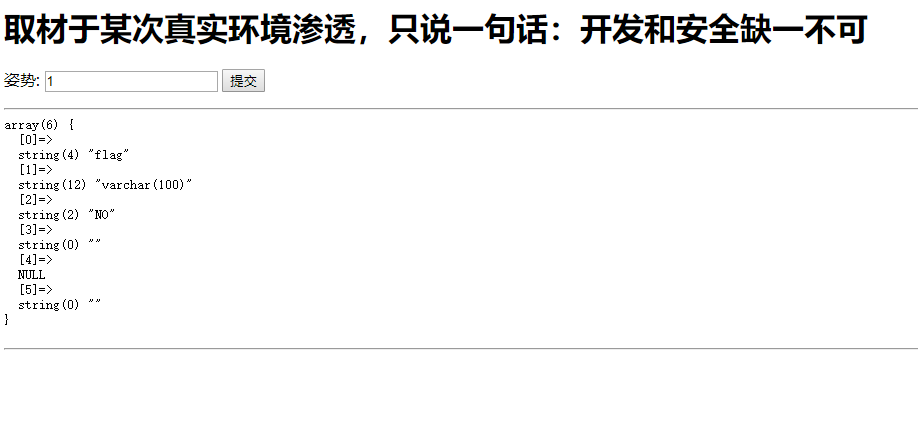 取材于某次真实环境渗透，只说一句话：开发和安全缺一不可
姿势: 1 提交
array(6) {
  [0]=>
  string(4) "flag"
  [1]=>
  string(12) "varchar(100)"
  [2]=>
  string(2) "NO"
  [3]=>
  string(0) ""
  [4]=>
  NULL
  [5]=>
  string(0) ""
}